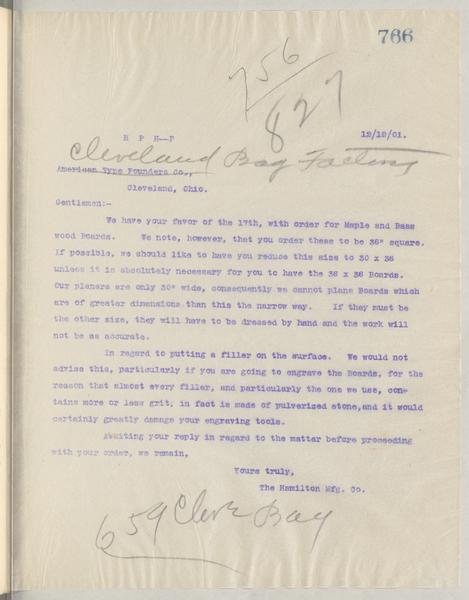 766
756
827
H P H—F 12/12/01.
Cleveland Bag Factory
American Type Founders Co.,
Cleveland, Ohio.
Gentlemen:-
We have your favor of the 17th, with order for Maple and Bass
wood Boards. We note, however, that you order these to be 36" square.
If possible, we should like to have you reduce this size to 30 x 36
unless it is absolutely necessary for you to have the 36 x 36 Boards.
Our planers are only 30" wide, consequently we cannot plane Boards which
are of greater dimensions than this the narrow way. If they must be
the other size, they will have to be dressed by hand and the work will
not be as accurate.
In regard to putting a filler on the surface. We would not
advise this, particularly if you are going to engrave the Boards, for the
reason that almost every filler, and particularly the one we use, con-
tains more or less grit; in fact is made of pulverized stone,and it would
certainly greatly damage your engraving tools.
Awaiting your reply in regard to the matter before proceeding
with your order, we remain,
Yours truly,
The Hamilton Mfg. Co.
659 Cleve Bag